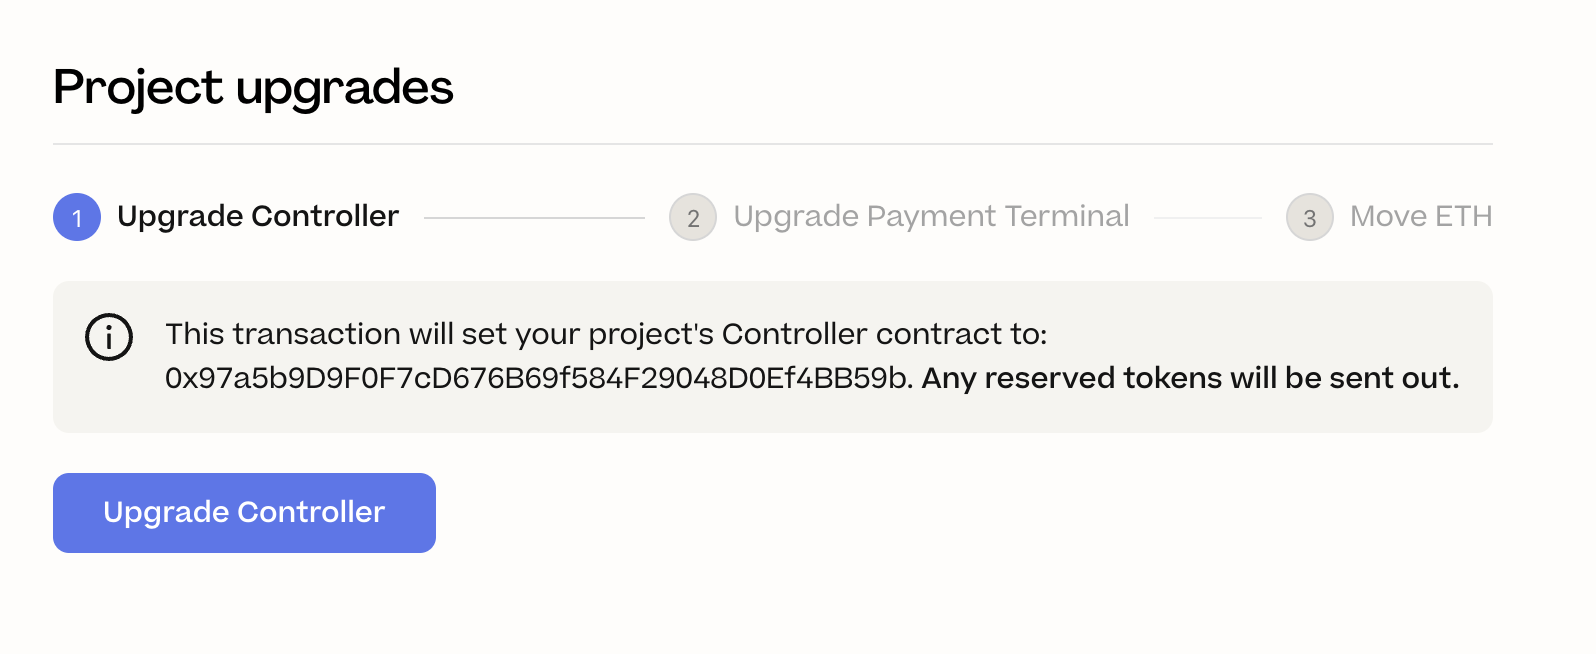 Project upgrades
1 Upgrade Controller 2 Upgrade Payment Terminal 3 Move ETH
This transaction will set your project's Controller contract to:
0x97a5b9D9F0F7cD676B69f584F29048D0Ef4BB59b. Any reserved tokens will be sent out.
Upgrade Controller